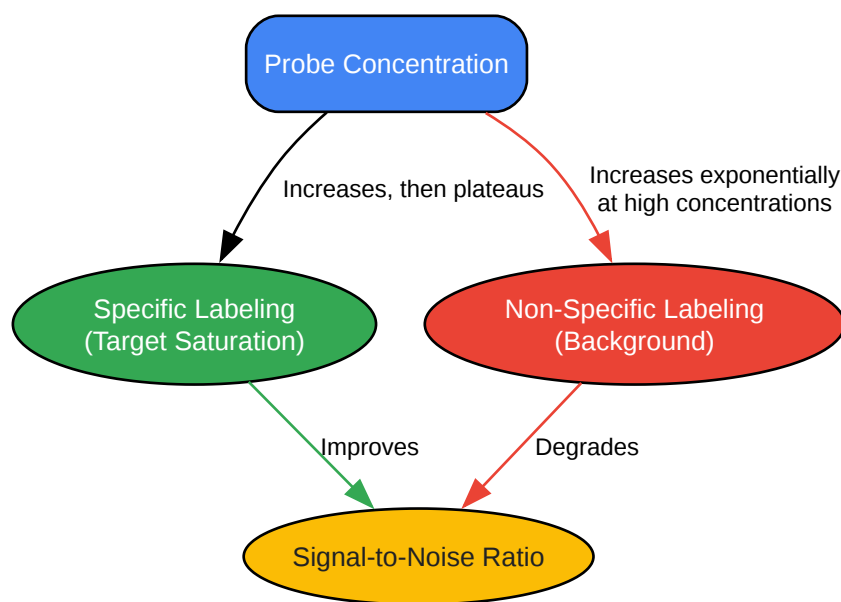 Probe Concentration
Increases, then plateaus
Increases exponentially
at high concentrations
Specific Labeling
(Target Saturation)
Non-Specific Labeling
(Background)
Improves
Degrades
Signal-to-Noise Ratio